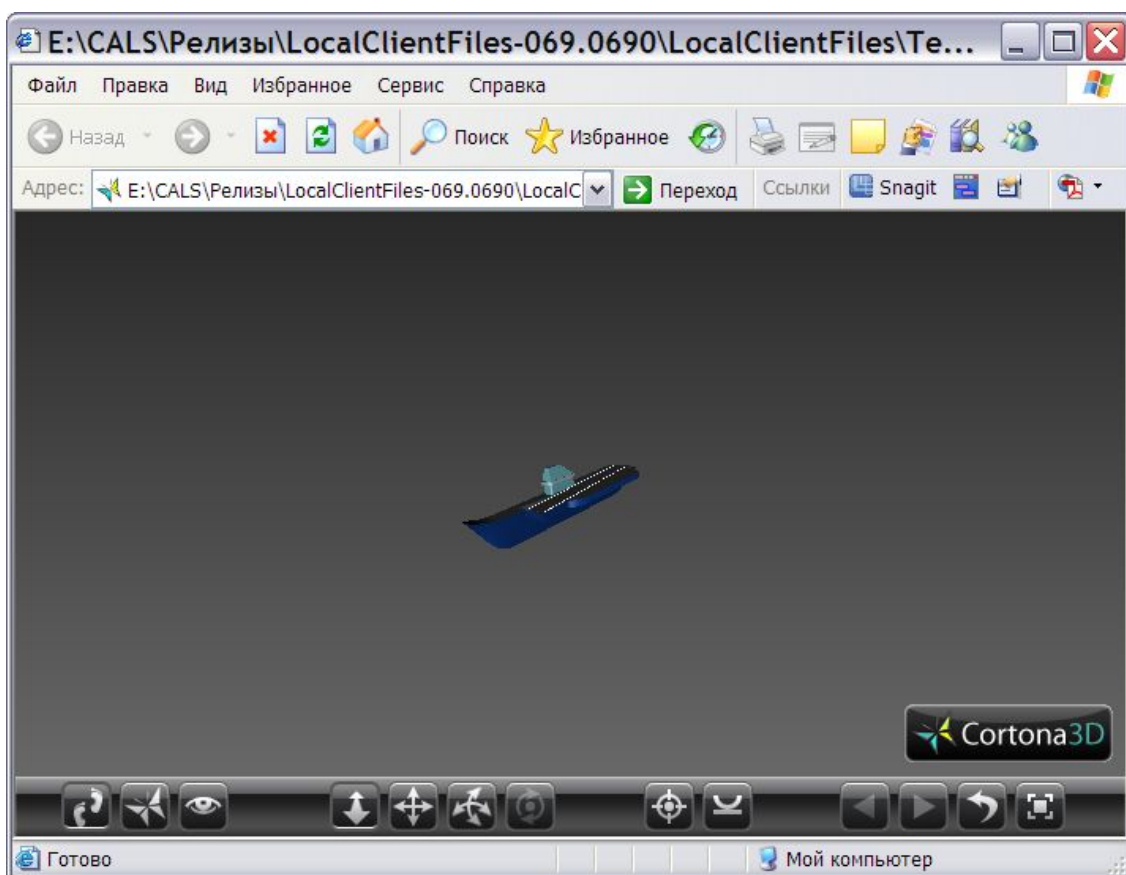 E:\CALS\Релизы\LocalClientFiles-069.0690\LocalClientFiles\Te...
Файл Правка Вид Избранное Сервис Справка
Назад Поиск Избранное
Адрес: E:\CALS\Релизы\LocalClientFiles-069.0690\LocalC Переход Ссылки Snagit
Cortona3D
Готово Мой компьютер